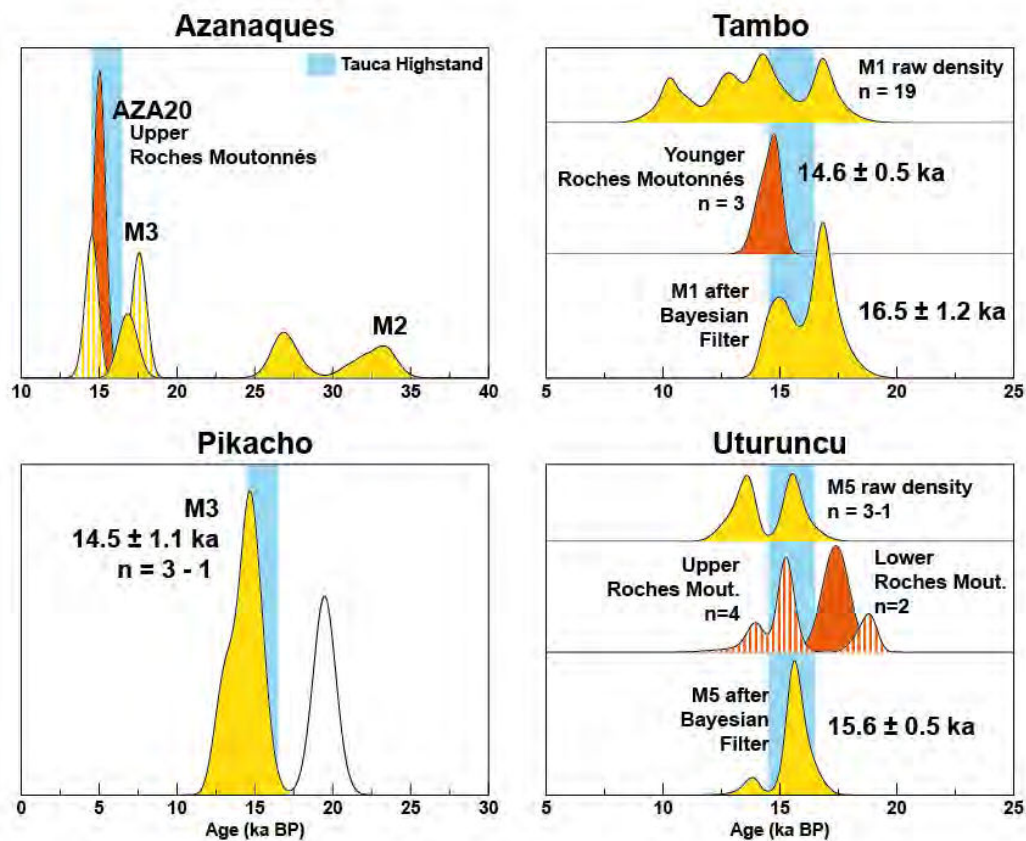 Azanaques
Tauca Highstand
AZA20
Upper
Roches Moutonnés
M3
M2
10 15 20 25 30 35 40
Tambo
M1 raw density
n = 19
Younger
Roches Moutonnés
n = 3
14.6 ± 0.5 ka
M1 after
Bayesian
Filter
16.5 ± 1.2 ka
5 10 15 20 25
Pikacho
M3
14.5 ± 1.1 ka
n = 3 - 1
0 5 10 15 20 25 30
Age (ka BP)
Uturuncu
M5 raw density
n = 3-1
Upper
Roches Mout.
n=4
Lower
Roches Mout.
n=2
M5 after
Bayesian
Filter
15.6 ± 0.5 ka
5 10 15 20 25
Age (ka BP)